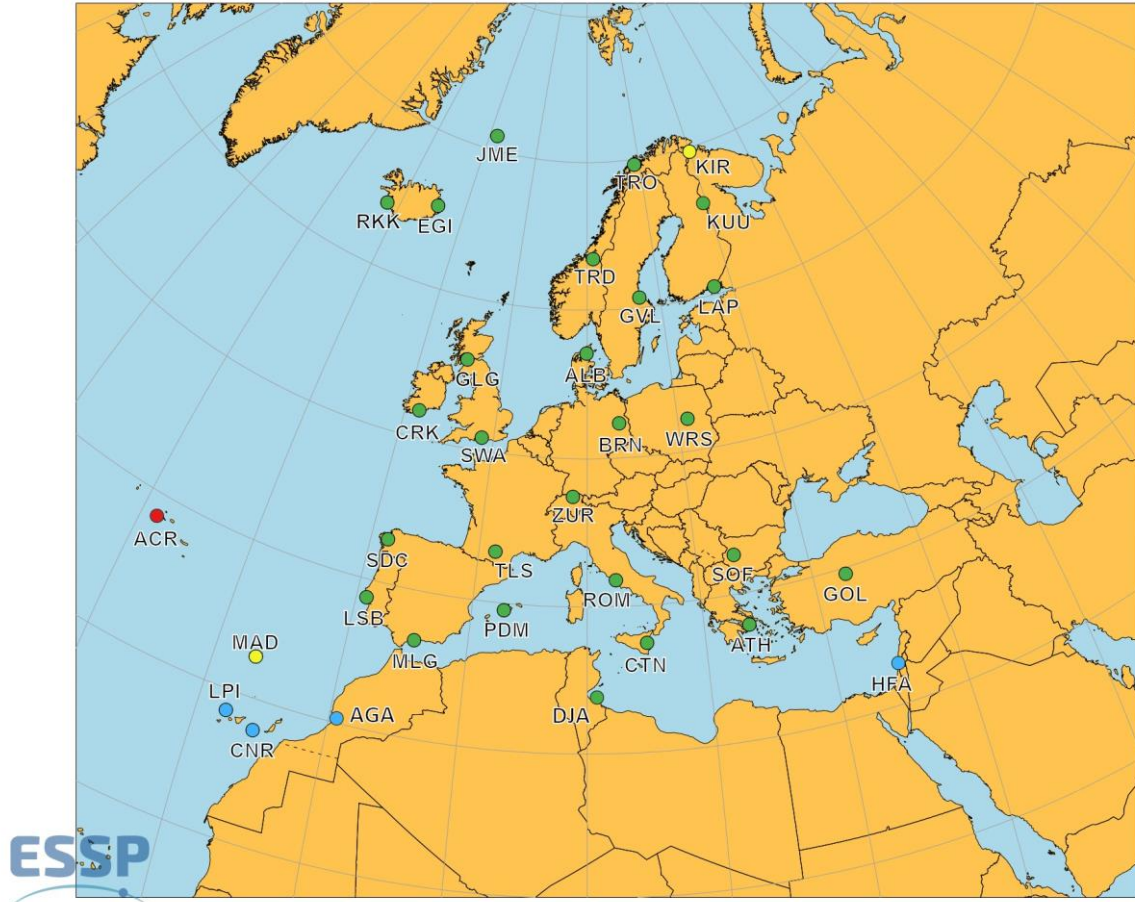 JME
KIR
TRO
RKK
EGI
KUU
TRD
GVL
LAP
GLG
ALB
CRK
SWA
BRN
WRS
ZUR
ACR
SDC
TLS
SOF
GOL
ROM
LSB
PDM
MAD
MLG
CTN
ATH
HFA
LPI
CNR
AGA
DJA
ESSP